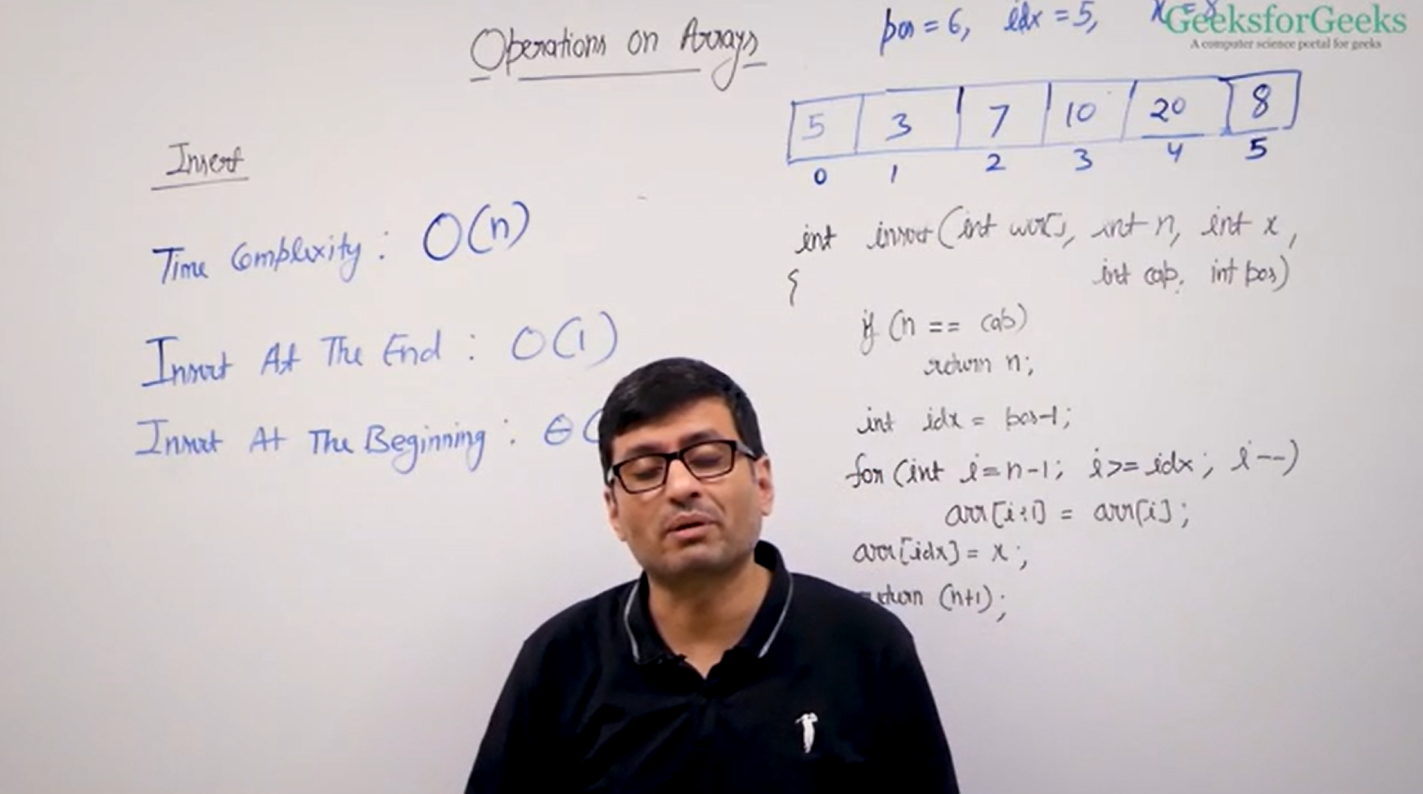 Operations on Arrays
pos = 6, idx = 5,
GeeksforGeeks
A computer science portal for geeks
5 3 7 10 20 8
0 1 2 3 4 5
Insert
Time Complexity : O(n)
Insert At The End : O(1)
Insert At The Beginning : Θ(
int insert(int arr[], int n, int x,
int cap, int pos)
{
if (n == cap)
return n;
int idx = pos-1;
for (int i=n-1; i>=idx; i--)
arr[i+1] = arr[i];
arr[idx] = x;
return (n+1);